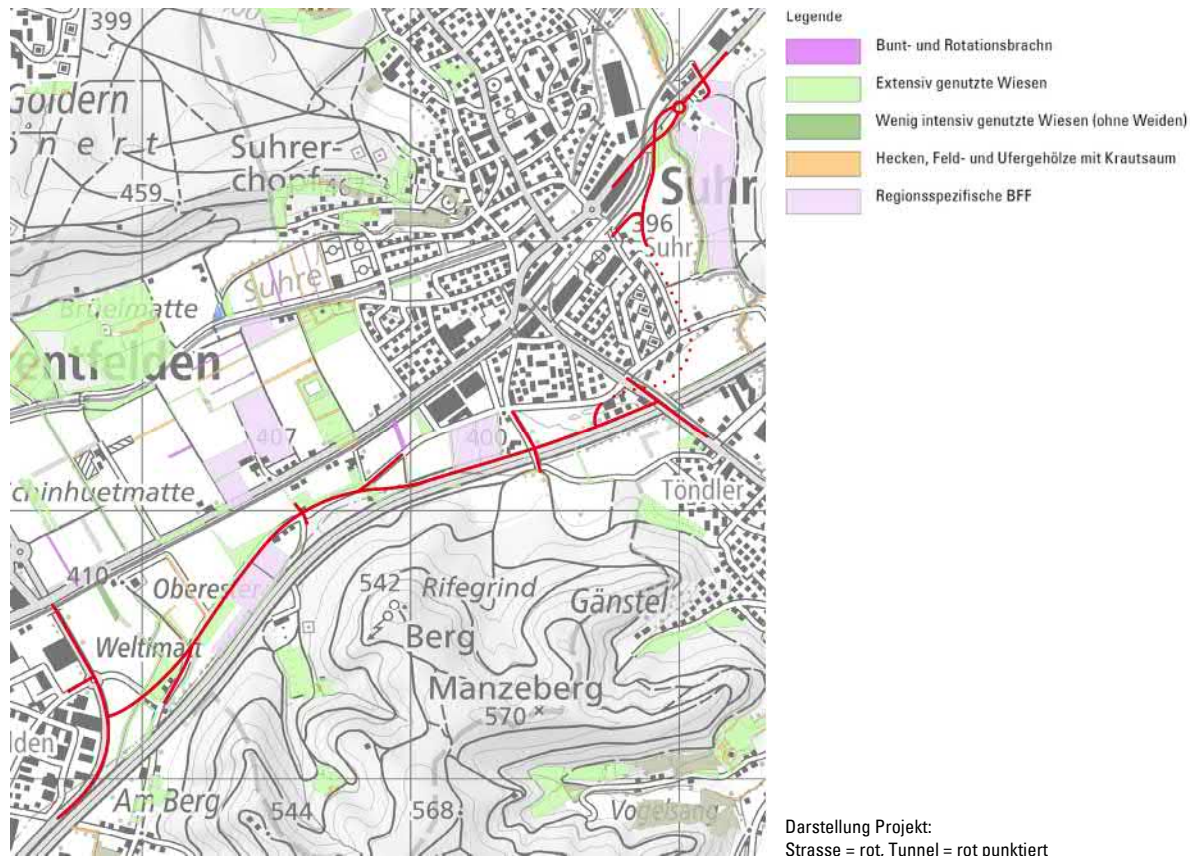 399
Goldern
ö n e r t
Suhrer-
chopf
459
Suhr
396
Suhr
Suhre
Brüelmatte
entfelden
407
400
chinhuetmatte
Töndler
410
Oberester
542
Rifegrind
Gänstel
Berg
Weltimatt
Manzeberg
570
lden
Am Berg
544
568
Vogelsang
Legende
Bunt- und Rotationsbrachn
Extensiv genutzte Wiesen
Wenig intensiv genutzte Wiesen (ohne Weiden)
Hecken, Feld- und Ufergehölze mit Krautsaum
Regionsspezifische BFF
Darstellung Projekt:
Strasse = rot, Tunnel = rot punktiert